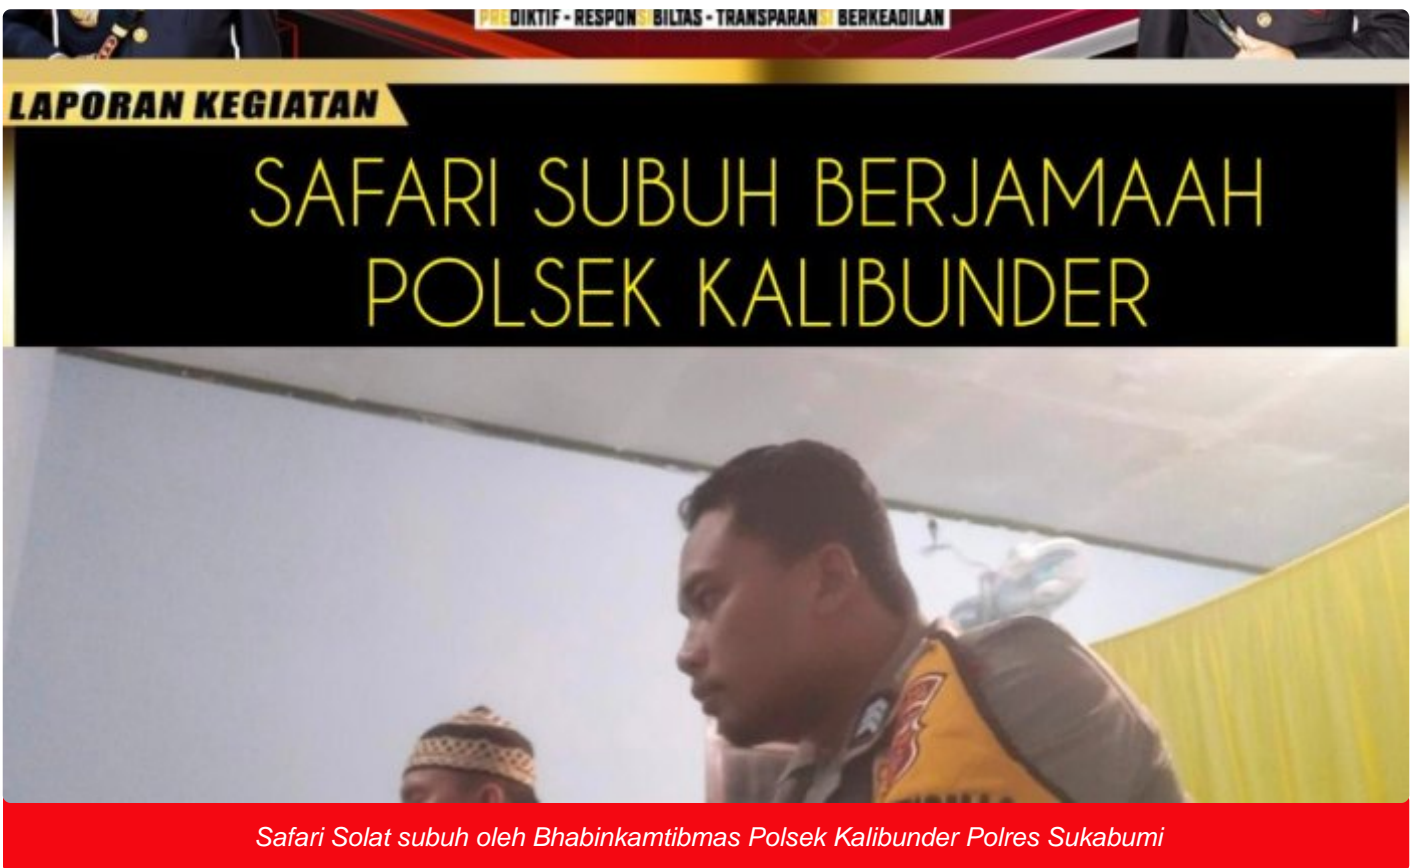 PREDIKTIF - RESPONSIBILTAS - TRANSPARANSI BERKEADILAN
LAPORAN KEGIATAN
SAFARI SUBUH BERJAMAAH
POLSEK KALIBUNDER
Safari Solat subuh oleh Bhabinkamtibmas Polsek Kalibunder Polres Sukabumi